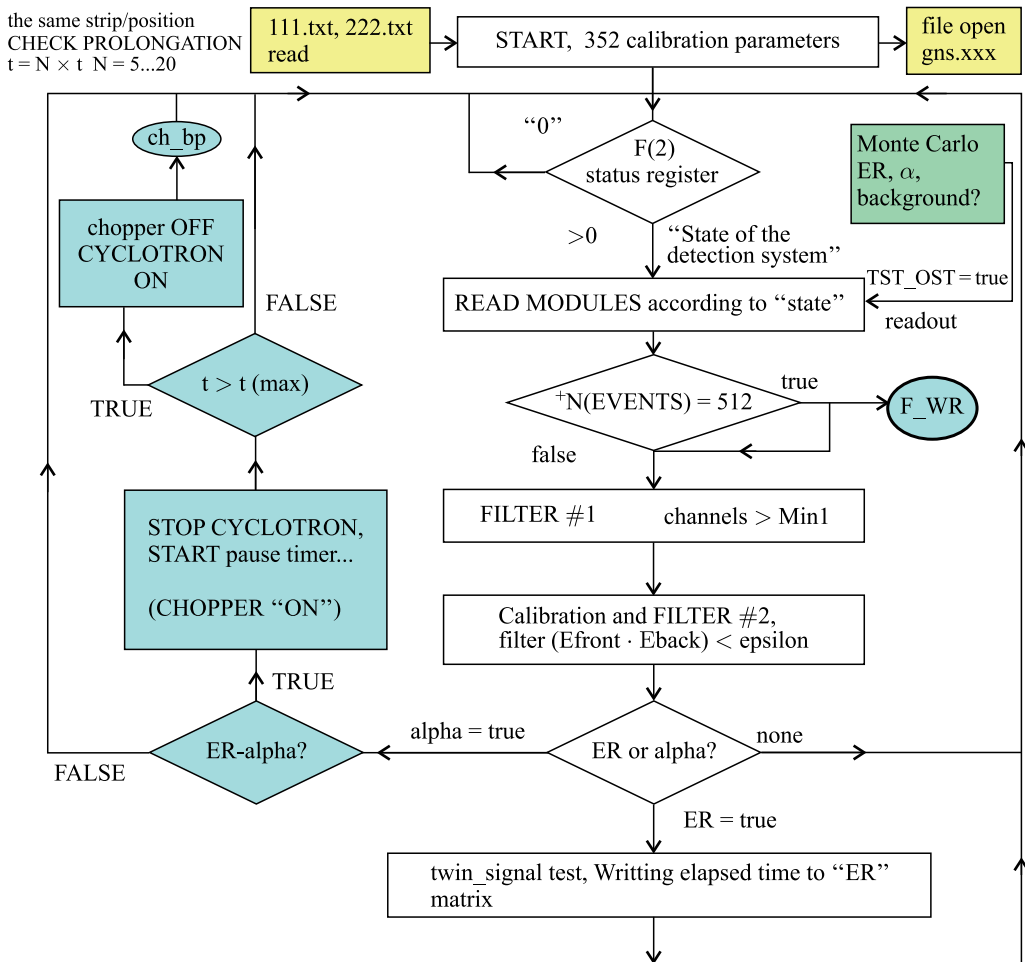 the same strip/position
CHECK PROLONGATION
t = N × t  N = 5...20
111.txt, 222.txt
read
START,  352 calibration parameters
file open
gns.xxx
ch_bp
“0”
F(2)
status register
Monte Carlo
ER, α,
background?
chopper OFF
CYCLOTRON
ON
>0
“State of the
detection system”
TST_OST = true
FALSE
READ MODULES according to “state”
readout
t > t (max)
TRUE
+N(EVENTS) = 512
true
F_WR
false
STOP CYCLOTRON,
START pause timer...
(CHOPPER “ON”)
FILTER #1 channels > Min1
Calibration and FILTER #2,
filter (Efront · Eback) < epsilon
TRUE
ER-alpha?
FALSE
alpha = true
ER or alpha?
none
ER = true
twin_signal test, Writting elapsed time to “ER”
matrix